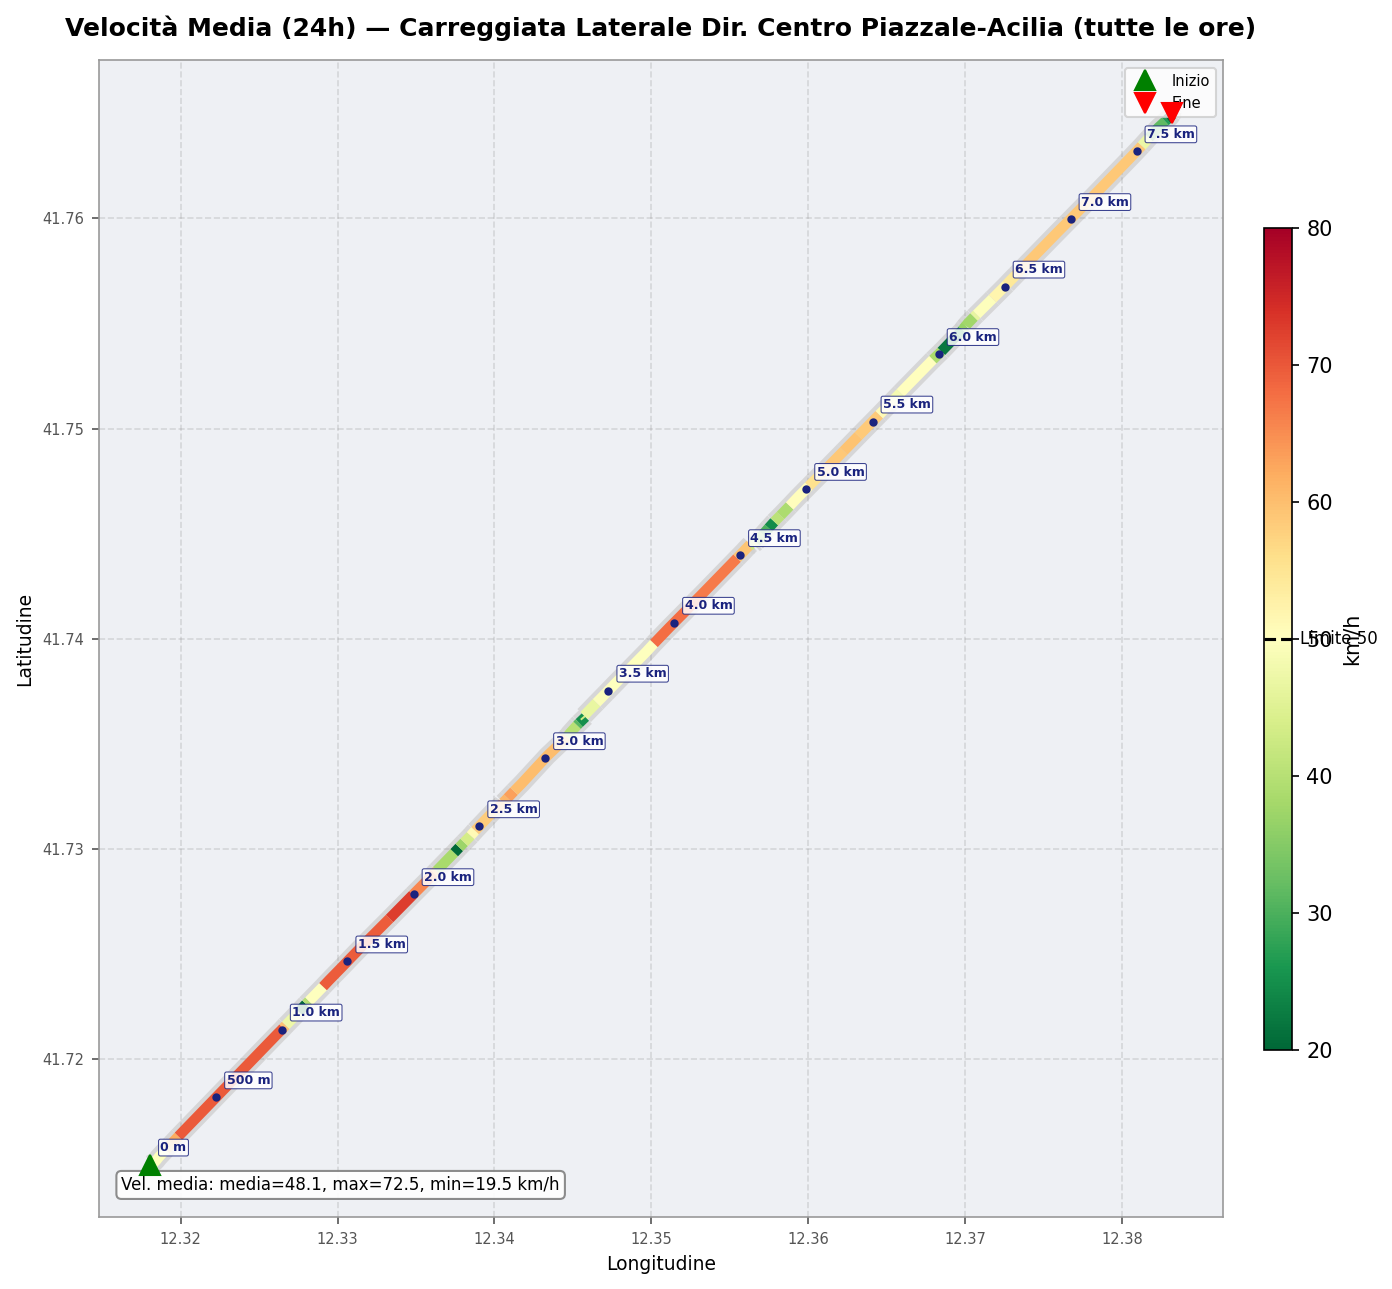 Velocità Media (24h) — Carreggiata Laterale Dir. Centro Piazzale-Acilia (tutte le ore)
Inizio
Fine
7.5 km
7.0 km
6.5 km
6.0 km
5.5 km
5.0 km
4.5 km
4.0 km
3.5 km
3.0 km
2.5 km
2.0 km
1.5 km
1.0 km
500 m
0 m
Vel. media: media=48.1, max=72.5, min=19.5 km/h
41.76
41.75
41.74
41.73
41.72
Latitudine
12.32
12.33
12.34
12.35
12.36
12.37
12.38
Longitudine
80
70
60
50
Limite 50
40
30
20
km/h